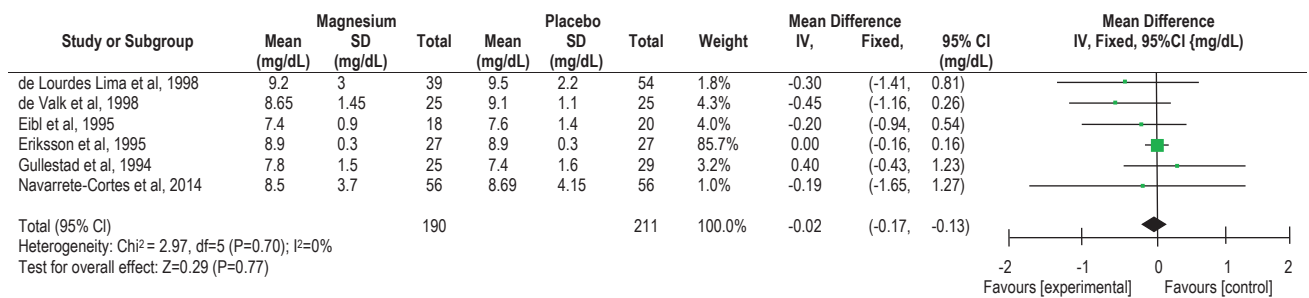 Magnesium Placebo Mean Difference Mean Difference
Study or Subgroup Mean SD Total Mean SD Total Weight IV, Fixed, 95% CI IV, Fixed, 95%CI {mg/dL)
(mg/dL) (mg/dL) (mg/dL) (mg/dL) (mg/dL)
de Lourdes Lima et al, 1998 9.2 3 39 9.5 2.2 54 1.8% -0.30 (-1.41, 0.81)
de Valk et al, 1998 8.65 1.45 25 9.1 1.1 25 4.3% -0.45 (-1.16, 0.26)
Eibl et al, 1995 7.4 0.9 18 7.6 1.4 20 4.0% -0.20 (-0.94, 0.54)
Eriksson et al, 1995 8.9 0.3 27 8.9 0.3 27 85.7% 0.00 (-0.16, 0.16)
Gullestad et al, 1994 7.8 1.5 25 7.4 1.6 29 3.2% 0.40 (-0.43, 1.23)
Navarrete-Cortes et al, 2014 8.5 3.7 56 8.69 4.15 56 1.0% -0.19 (-1.65, 1.27)
Total (95% CI) 190 211 100.0% -0.02 (-0.17, -0.13)
Heterogeneity: Chi² = 2.97, df=5 (P=0.70); I²=0%
Test for overall effect: Z=0.29 (P=0.77)
-2 -1 0 1 2
Favours [experimental] Favours [control]